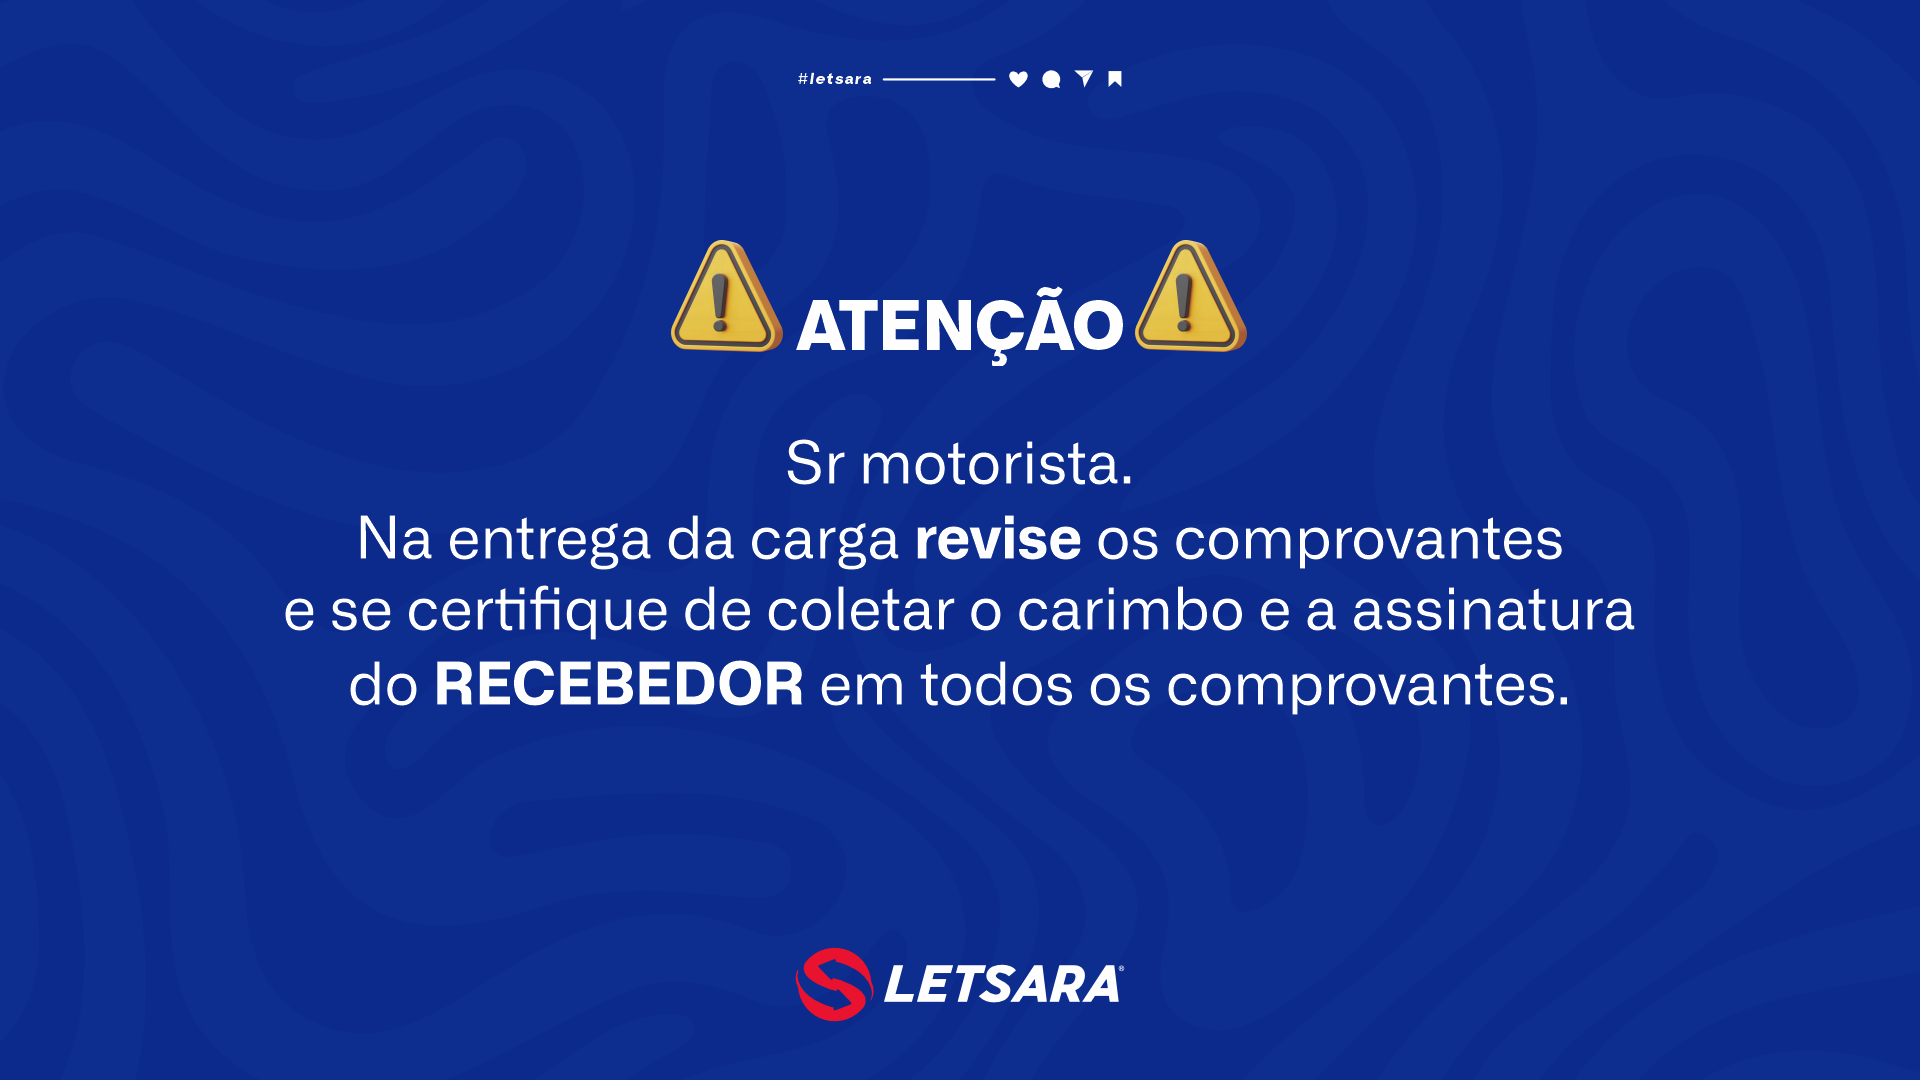 #letsara
ATENÇÃO
Sr motorista.
Na entrega da carga revise os comprovantes
e se certifique de coletar o carimbo e a assinatura
do RECEBEDOR em todos os comprovantes.
LETSARA®